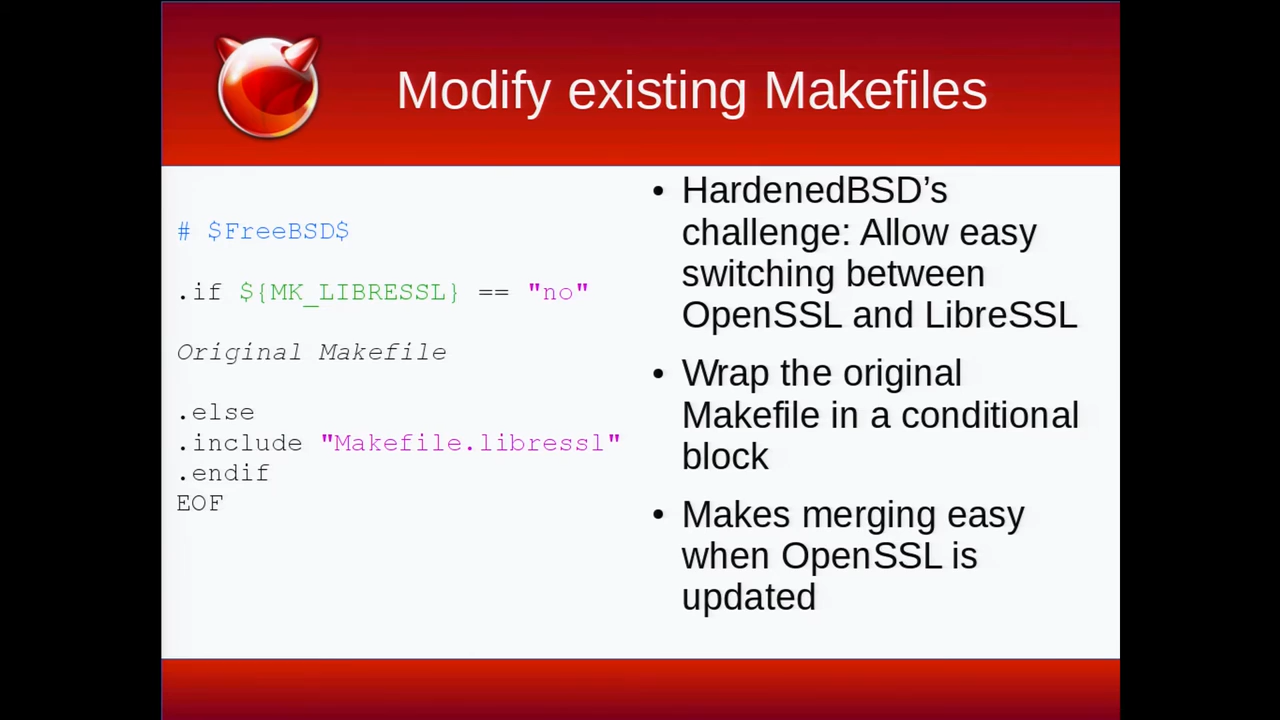 Modify existing Makefiles
# $FreeBSD$
.if ${MK_LIBRESSL} == "no"
Original Makefile
.else
.include "Makefile.libressl"
.endif
EOF
• HardenedBSD’s
challenge: Allow easy
switching between
OpenSSL and LibreSSL
• Wrap the original
Makefile in a conditional
block
• Makes merging easy
when OpenSSL is
updated